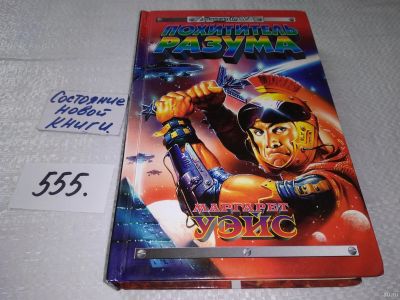 ПОХИТИТЕЛЬ
РАЗУМА
Состояние
новой
книги.
555.
МАРГАРЕТ
УЭЙС